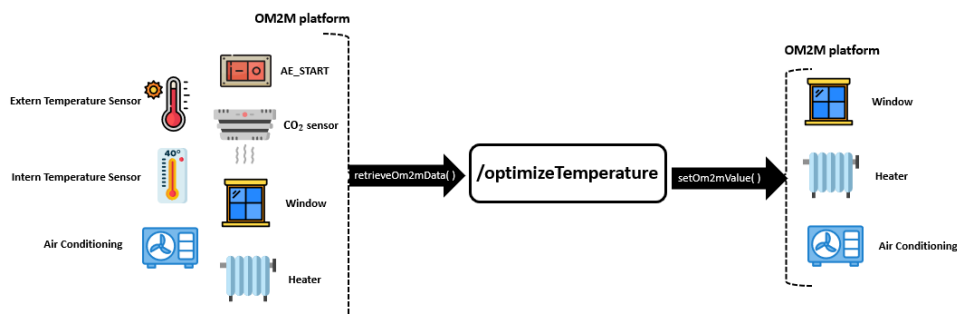 OM2M platform
AE_START
Extern Temperature Sensor
CO₂ sensor
40°
Intern Temperature Sensor
Window
Air Conditioning
Heater
retrieveOm2mData( )
/optimizeTemperature
setOm2mValue( )
OM2M platform
Window
Heater
Air Conditioning